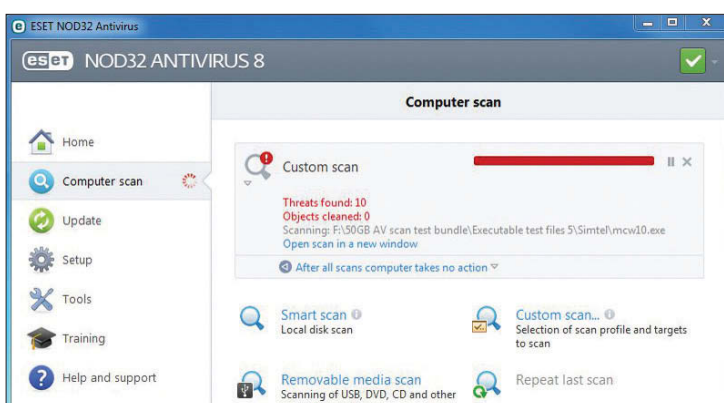 ESET NOD32 Antivirus
eset NOD32 ANTIVIRUS 8
Computer scan
Home
Computer scan
Update
Setup
Tools
Training
Help and support
Custom scan
Threats found: 10
Objects cleaned: 0
Scanning: F:\50GB AV scan test bundle\Executable test files 5\Simtel\mcw10.exe
Open scan in a new window
After all scans computer takes no action
Smart scan
Local disk scan
Custom scan...
Selection of scan profile and targets
to scan
Removable media scan
Scanning of USB, DVD, CD and other
Repeat last scan